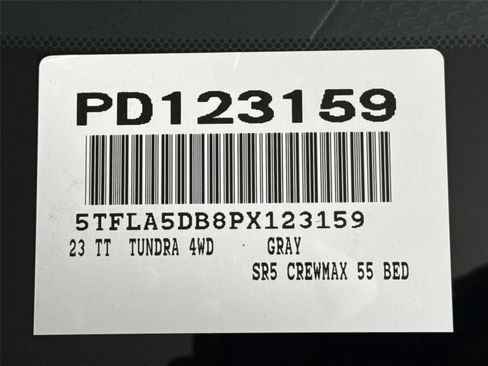 PD123159
5TFLA5DB8PX123159
23 TT TUNDRA 4WD GRAY
SR5 CREWMAX 55 BED